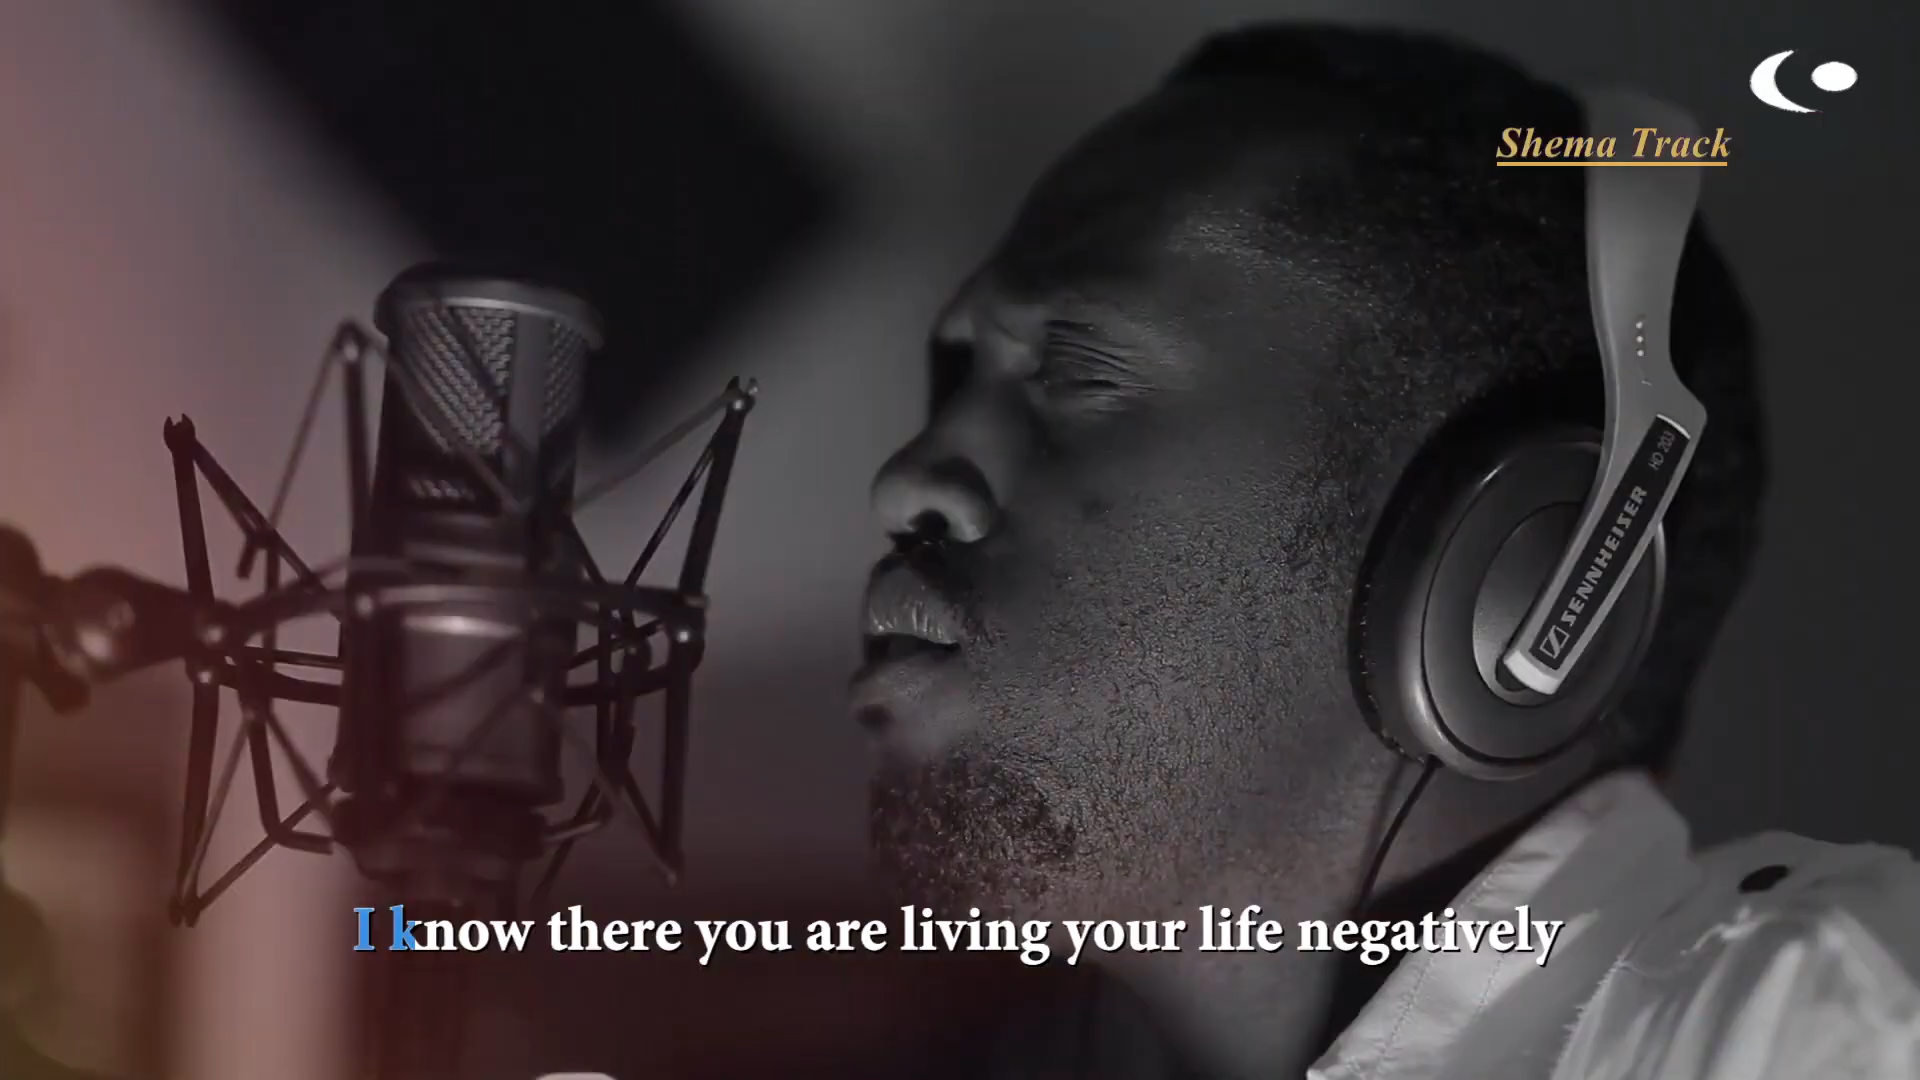 Shema Track
HD 203
SENNHEISER
I know there you are living your life negatively